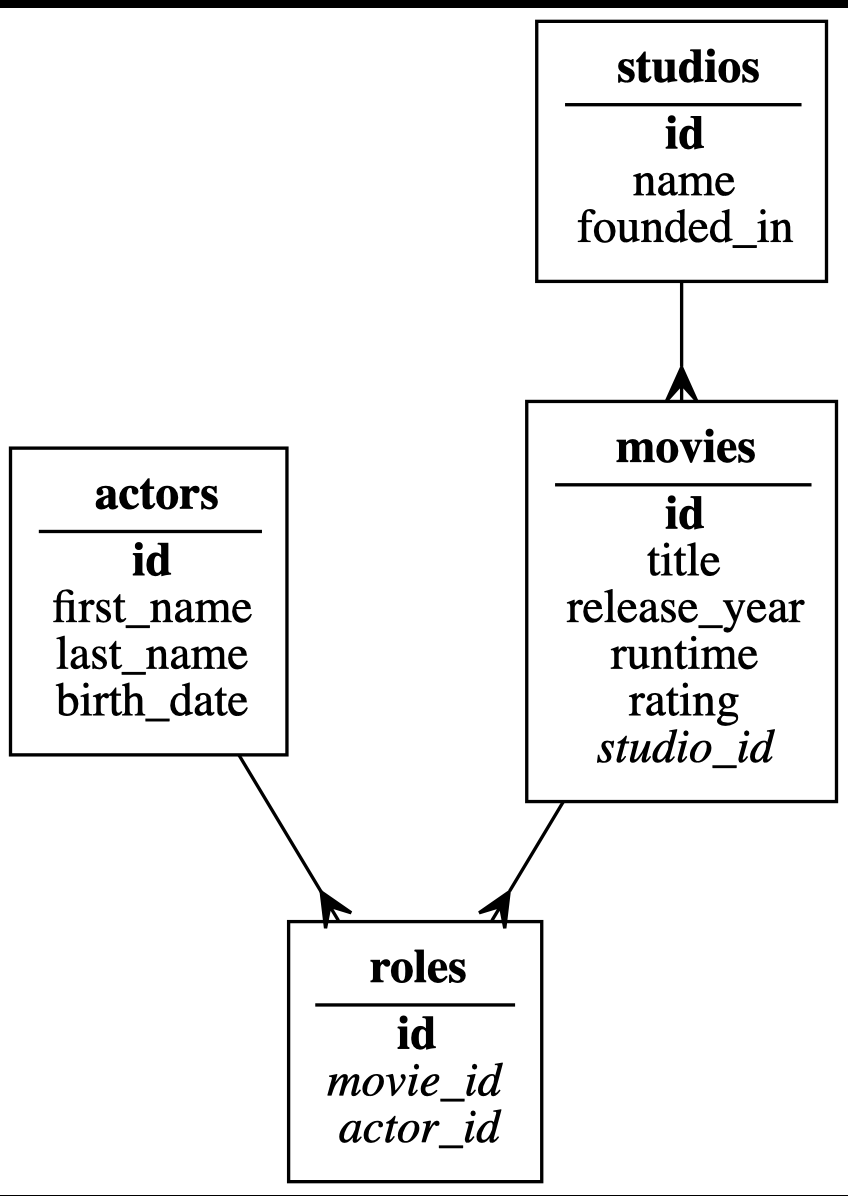 studios
id
name
founded_in
movies
id
title
release_year
runtime
rating
studio_id
actors
id
first_name
last_name
birth_date
roles
id
movie_id
actor_id